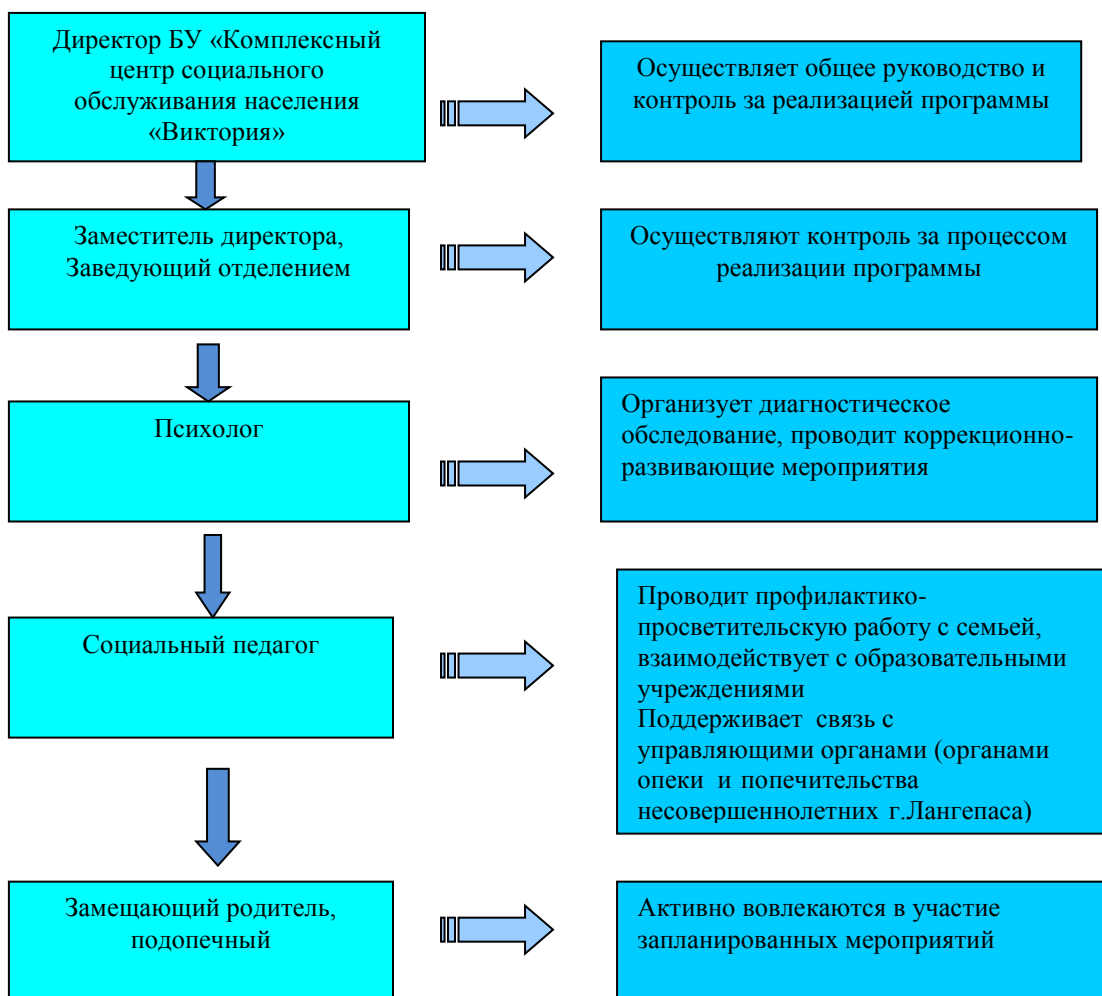 Директор БУ «Комплексный
центр социального
обслуживания населения
«Виктория»
Осуществляет общее руководство и
контроль за реализацией программы
Заместитель директора,
Заведующий отделением
Осуществляют контроль за процессом
реализации программы
Психолог
Организует диагностическое
обследование, проводит коррекционно-
развивающие мероприятия
Социальный педагог
Проводит профилактико-
просветительскую работу с семьей,
взаимодействует с образовательными
учреждениями
Поддерживает связь с
управляющими органами (органами
опеки и попечительства
несовершеннолетних г.Лангепаса)
Замещающий родитель,
подопечный
Активно вовлекаются в участие
запланированных мероприятий